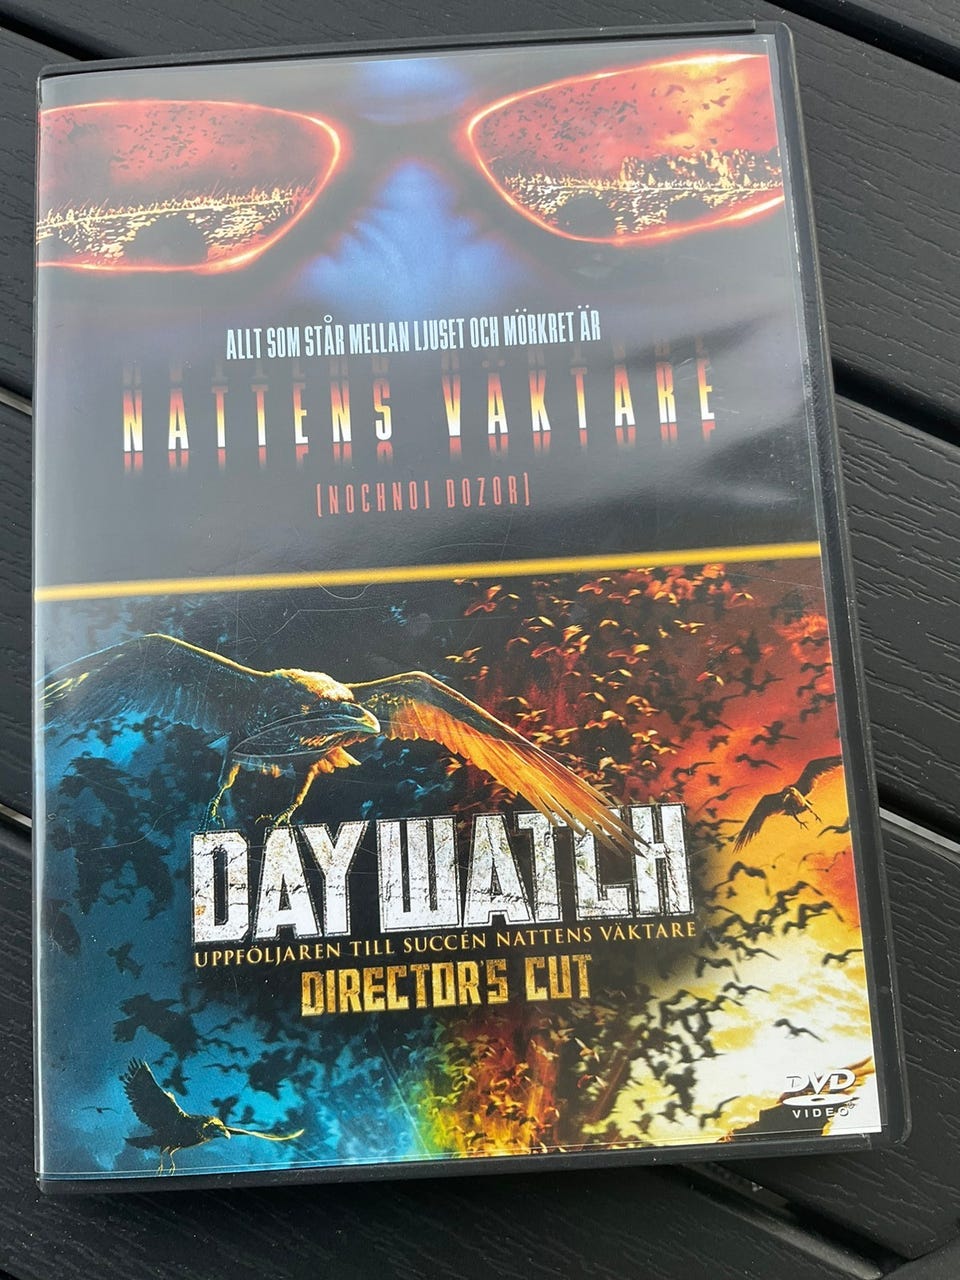 ALLT SOM STÅR MELLAN LJUSET OCH MÖRKRET ÄR
NATTENS VÄKTARE
(NOCHNOI DOZOR)
DAY WATCH
UPPFÖLJAREN TILL SUCCÉN NATTENS VÄKTARE
DIRECTOR'S CUT
DVD
VIDEO